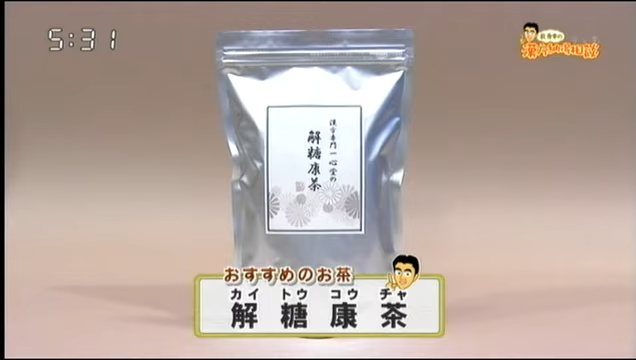 5:31
漢方専門一心堂の
解糖康茶
おすすめのお茶
カイ トウ コウ チャ
解糖康茶